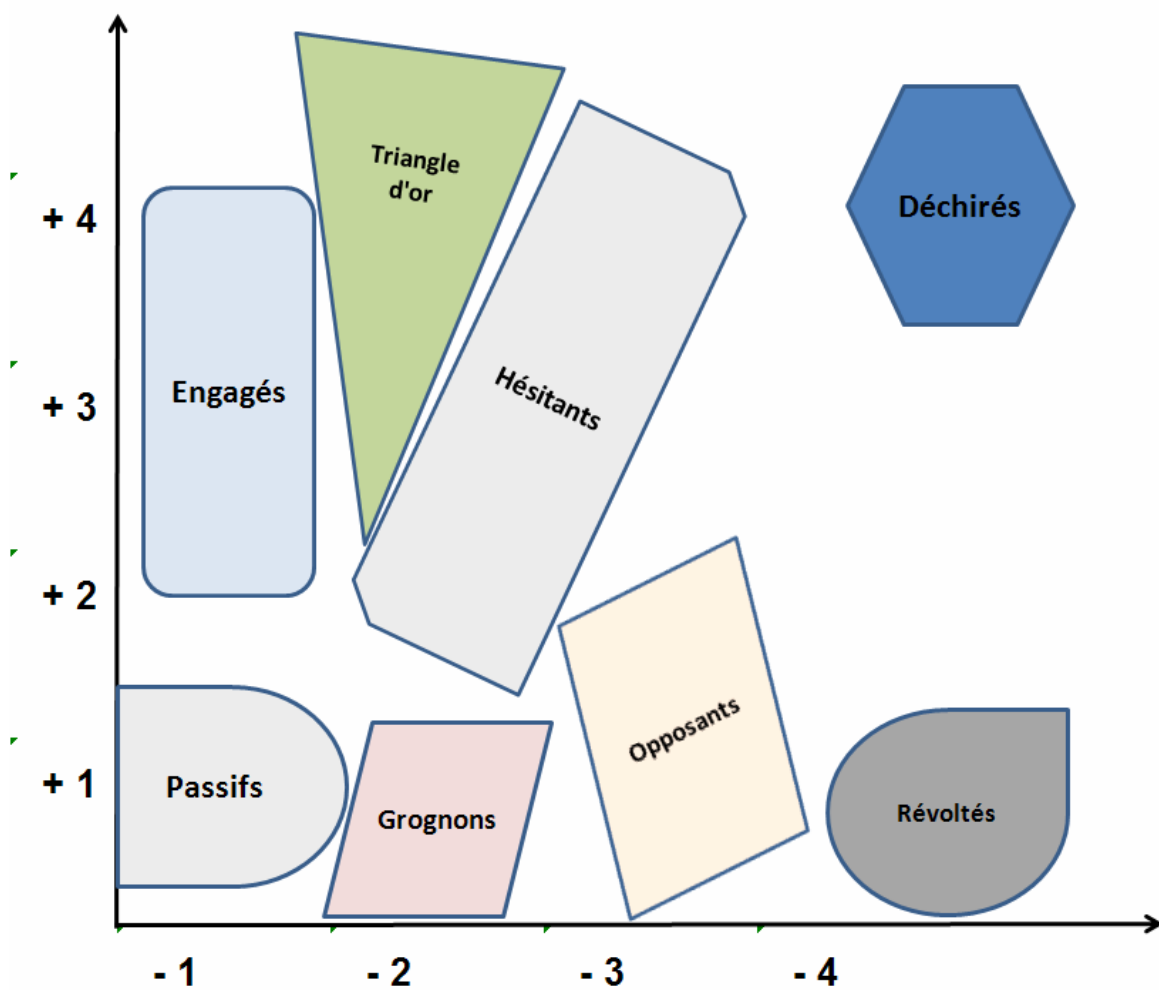 Triangle
d'or
Déchirés
+ 4
Engagés
Hésitants
+ 3
+ 2
Opposants
+ 1
Passifs
Grognons
Révoltés
- 1
- 2
- 3
- 4